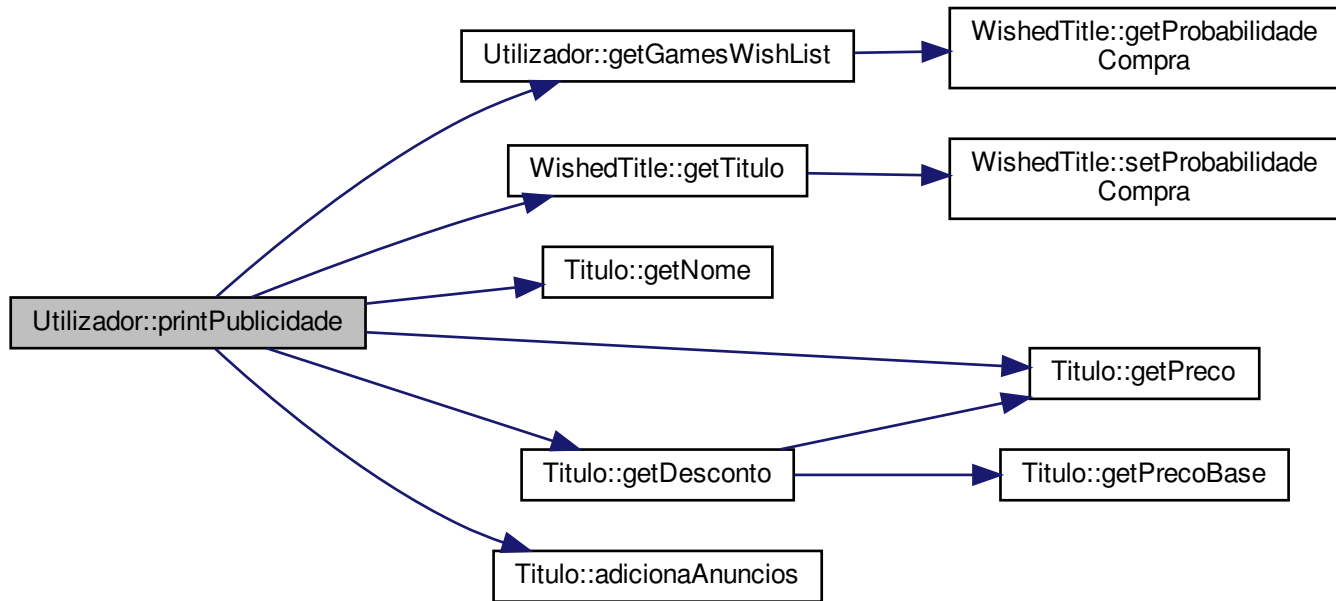 Utilizador::printPublicidade
Utilizador::getGamesWishList
WishedTitle::getProbabilidade
Compra
WishedTitle::getTitulo
WishedTitle::setProbabilidade
Compra
Titulo::getNome
Titulo::getPreco
Titulo::getDesconto
Titulo::getPrecoBase
Titulo::adicionaAnuncios